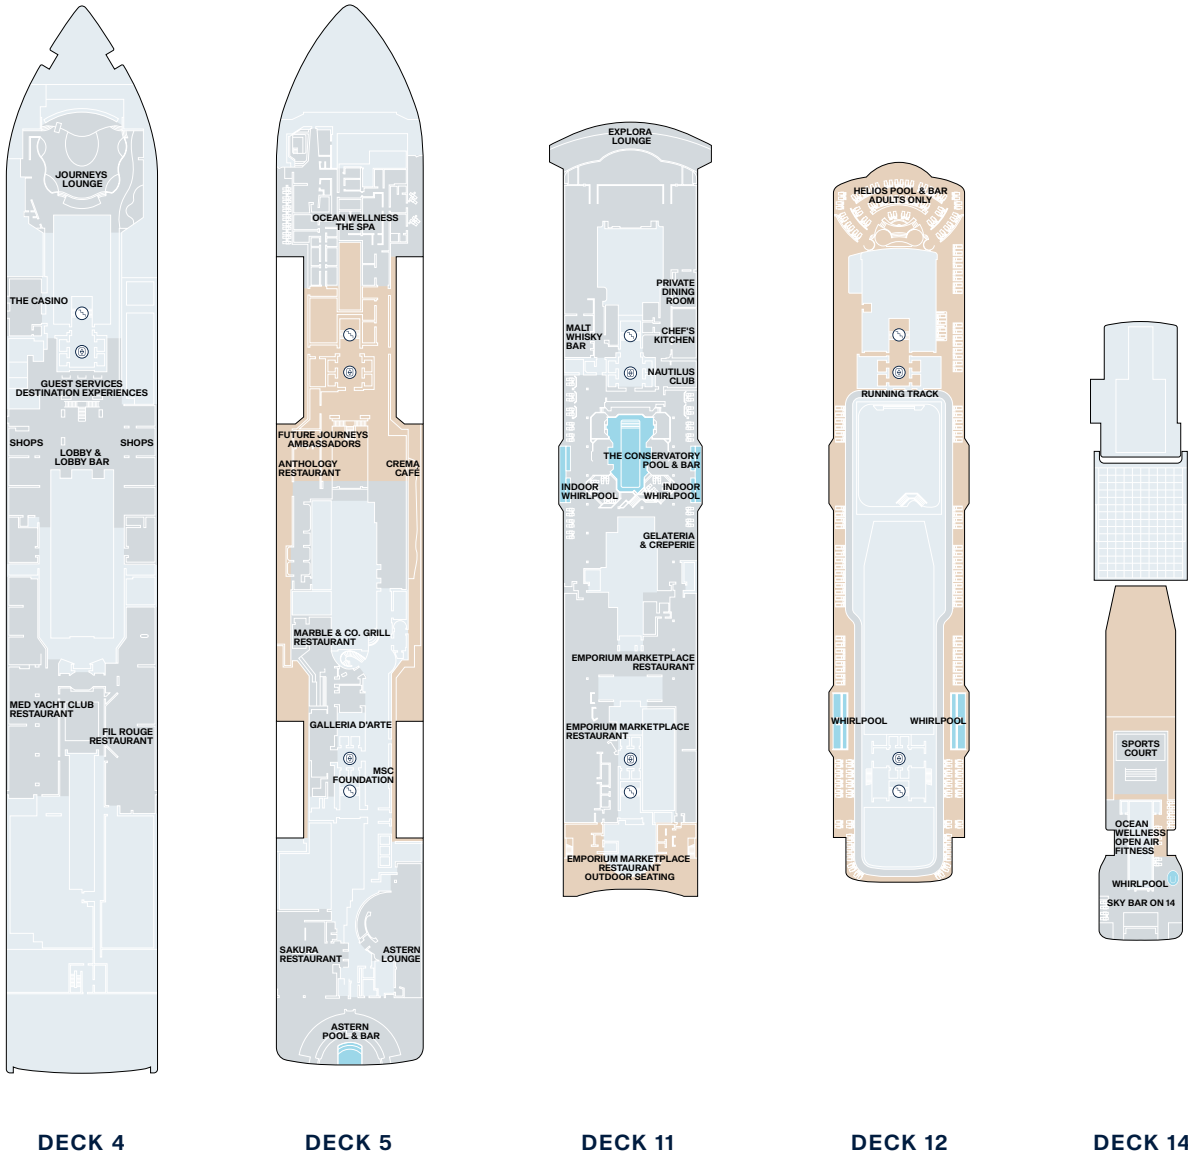 JOURNEYS
LOUNGE
THE CASINO
GUEST SERVICES
DESTINATION EXPERIENCES
SHOPS
SHOPS
LOBBY &
LOBBY BAR
MED YACHT CLUB
RESTAURANT
FIL ROUGE
RESTAURANT
DECK 4
OCEAN WELLNESS
THE SPA
FUTURE JOURNEYS
AMBASSADORS
ANTHOLOGY
RESTAURANT
CREMA
CAFÉ
MARBLE & CO. GRILL
RESTAURANT
GALLERIA D'ARTE
MSC
FOUNDATION
SAKURA
RESTAURANT
ASTERN
LOUNGE
ASTERN
POOL & BAR
DECK 5
EXPLORA
LOUNGE
PRIVATE
DINING
ROOM
MALT
WHISKY
BAR
CHEF'S
KITCHEN
NAUTILUS
CLUB
THE CONSERVATORY
POOL & BAR
INDOOR
WHIRLPOOL
INDOOR
WHIRLPOOL
GELATERIA
& CREPERIE
EMPORIUM MARKETPLACE
RESTAURANT
EMPORIUM MARKETPLACE
RESTAURANT
EMPORIUM MARKETPLACE
RESTAURANT
OUTDOOR SEATING
DECK 11
HELIOS POOL & BAR
ADULTS ONLY
RUNNING TRACK
WHIRLPOOL
WHIRLPOOL
DECK 12
SPORTS
COURT
OCEAN
WELLNESS
OPEN AIR
FITNESS
WHIRLPOOL
SKY BAR ON 14
DECK 14